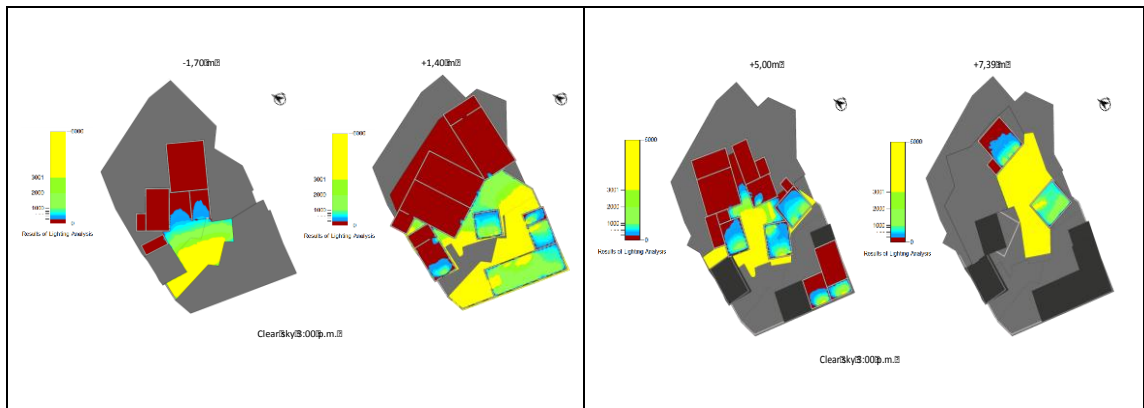 -1,70⍰m⍰
+1,40⍰m⍰
5000
3001
2000
1000
0
Results of Lighting Analysis
5000
3001
2000
1000
0
Results of Lighting Analysis
Clear⍰sky⍰3:00⍰p.m.⍰
+5,00m⍰
+7,39m⍰
5000
3001
2000
1000
0
Results of Lighting Analysis
5000
3001
2000
1000
0
Results of Lighting Analysis
Clear⍰sky⍰3:00⍰p.m.⍰